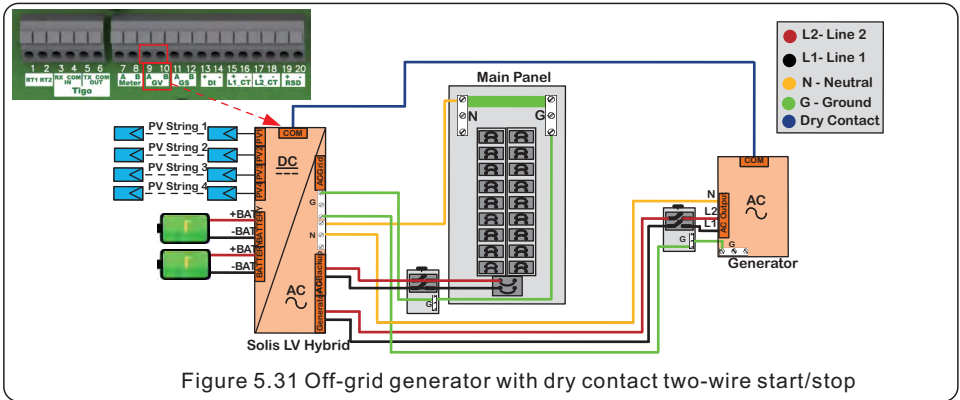 1 2 3 4 5 6 7 8 9 10 11 12 13 14 15 16 17 18 19 20
RT1 RT2 RX COM TX COM A B A B A B + - + - + - + -
IN OUT Meter GV GS DI L1_CT L2_CT RSD
Tigo
L2- Line 2
L1- Line 1
N - Neutral
G - Ground
Dry Contact
Main Panel
N G
PV String 1
PV String 2
PV String 3
PV String 4
PV1
PV2
PV3
PV4
COM
DC
ACGrid
G
N
+BAT
-BAT
BATTERY
+BAT
-BAT
BATTERY
AC
ACBackup
Generator
Solis LV Hybrid
G
G
COM
N
L2
L1
AC Output
AC
G
Generator
Figure 5.31 Off-grid generator with dry contact two-wire start/stop